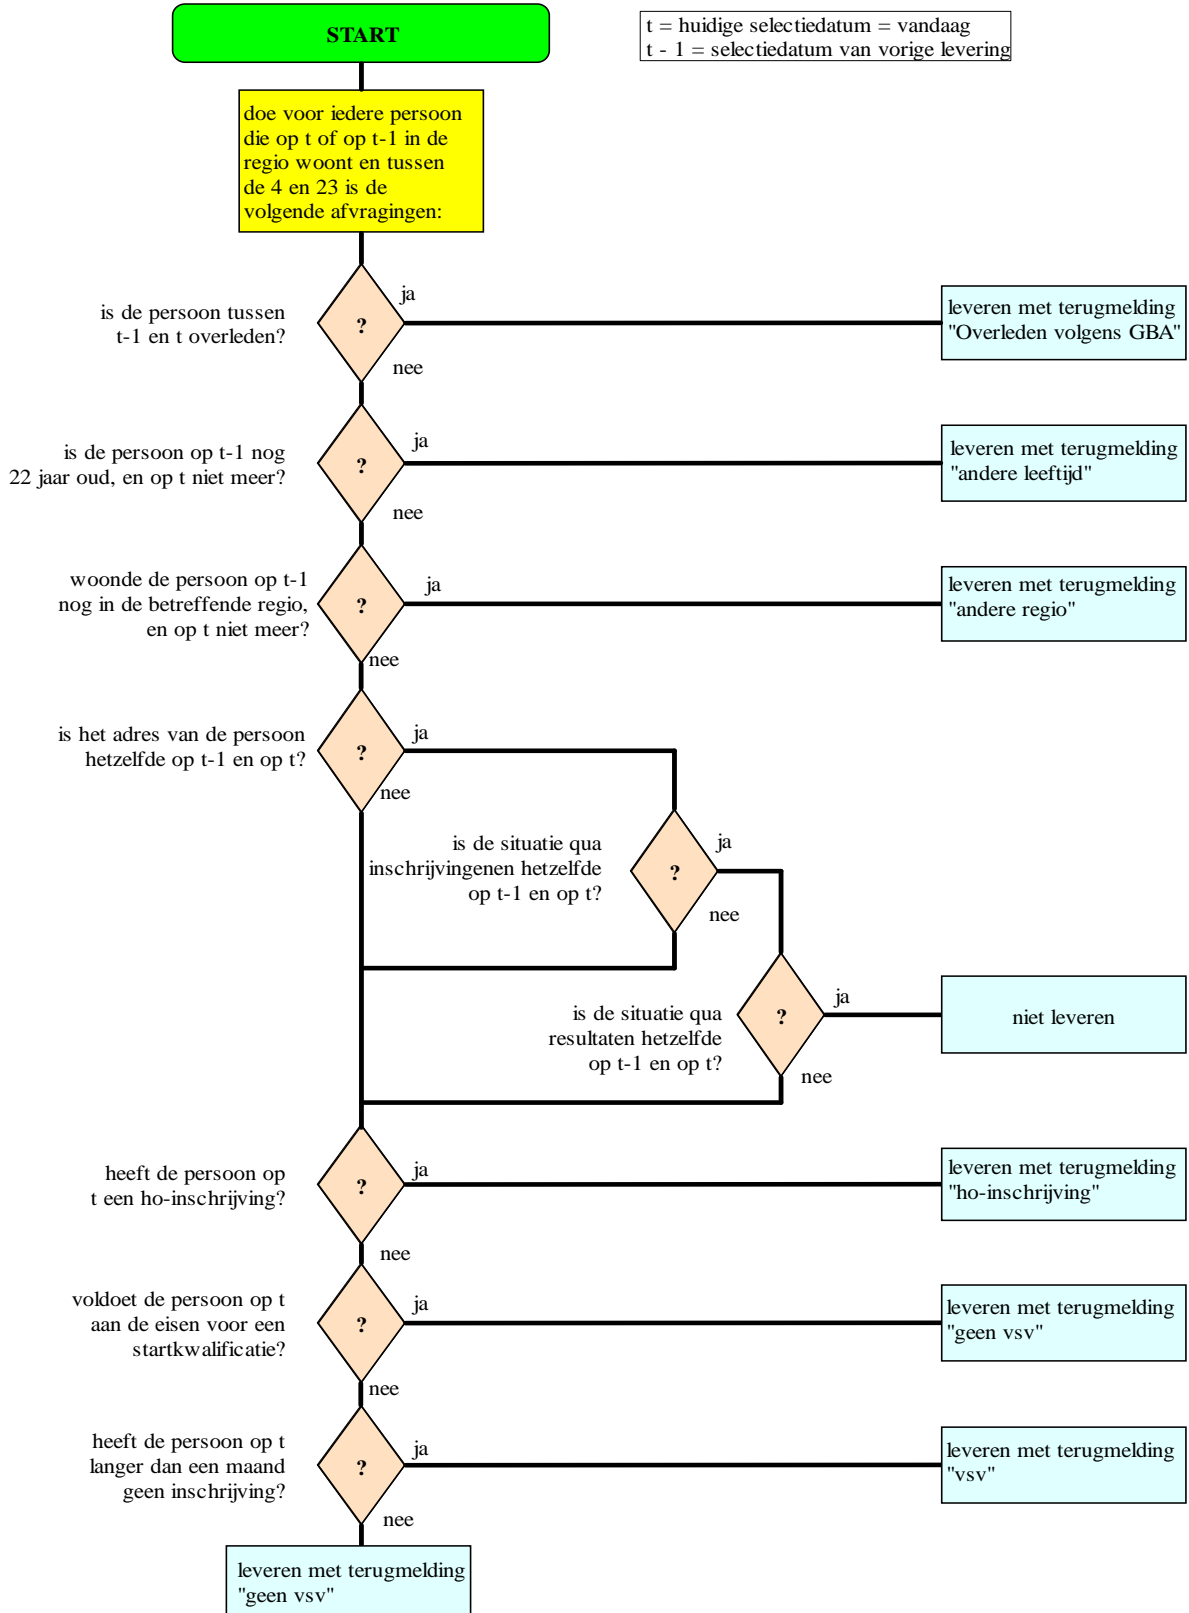 START
t = huidige selectiedatum = vandaag
t - 1 = selectiedatum van vorige levering
doe voor iedere persoon
die op t of op t-1 in de
regio woont en tussen
de 4 en 23 is de
volgende afvragingen:
is de persoon tussen
t-1 en t overleden?
?
ja
nee
leveren met terugmelding
"Overleden volgens GBA"
is de persoon op t-1 nog
22 jaar oud, en op t niet meer?
?
ja
nee
leveren met terugmelding
"andere leeftijd"
woonde de persoon op t-1
nog in de betreffende regio,
en op t niet meer?
?
ja
nee
leveren met terugmelding
"andere regio"
is het adres van de persoon
hetzelfde op t-1 en op t?
?
ja
nee
is de situatie qua
inschrijvingenen hetzelfde
op t-1 en op t?
?
ja
nee
is de situatie qua
resultaten hetzelfde
op t-1 en op t?
?
ja
nee
niet leveren
heeft de persoon op
t een ho-inschrijving?
?
ja
nee
leveren met terugmelding
"ho-inschrijving"
voldoet de persoon op t
aan de eisen voor een
startkwalificatie?
?
ja
nee
leveren met terugmelding
"geen vsv"
heeft de persoon op t
langer dan een maand
geen inschrijving?
?
ja
nee
leveren met terugmelding
"vsv"
leveren met terugmelding
"geen vsv"